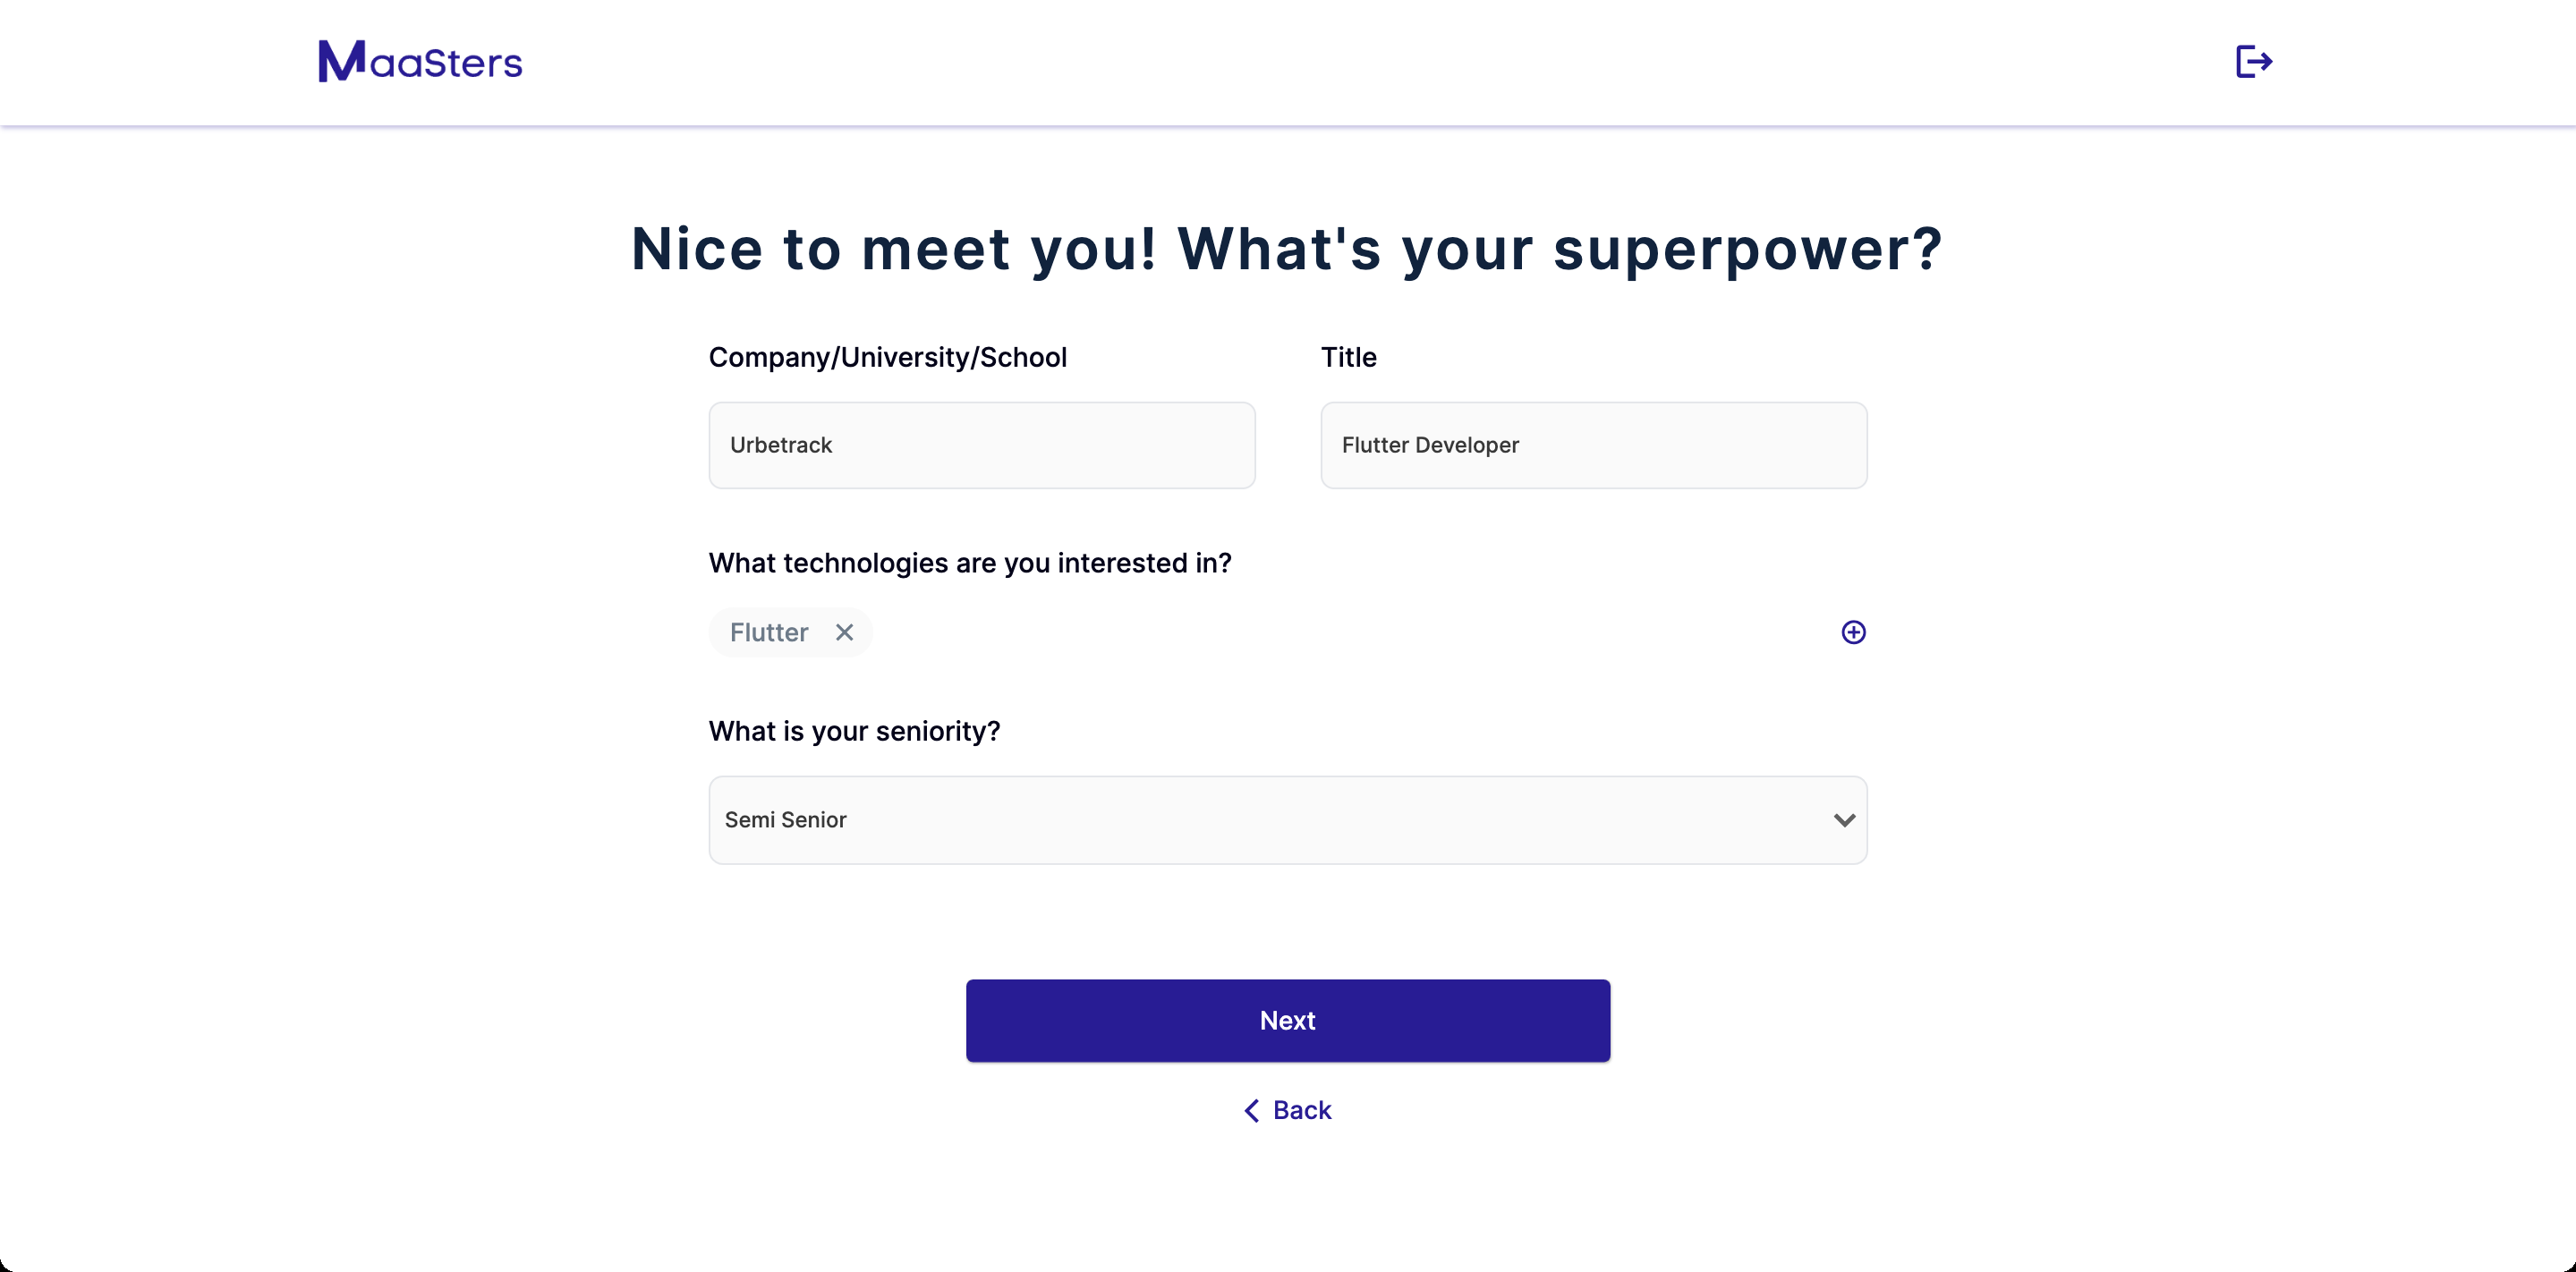 MaaSters
Nice to meet you! What's your superpower?
Company/University/School
Title
Urbetrack
Flutter Developer
What technologies are you interested in?
Flutter
What is your seniority?
Semi Senior
Next
Back